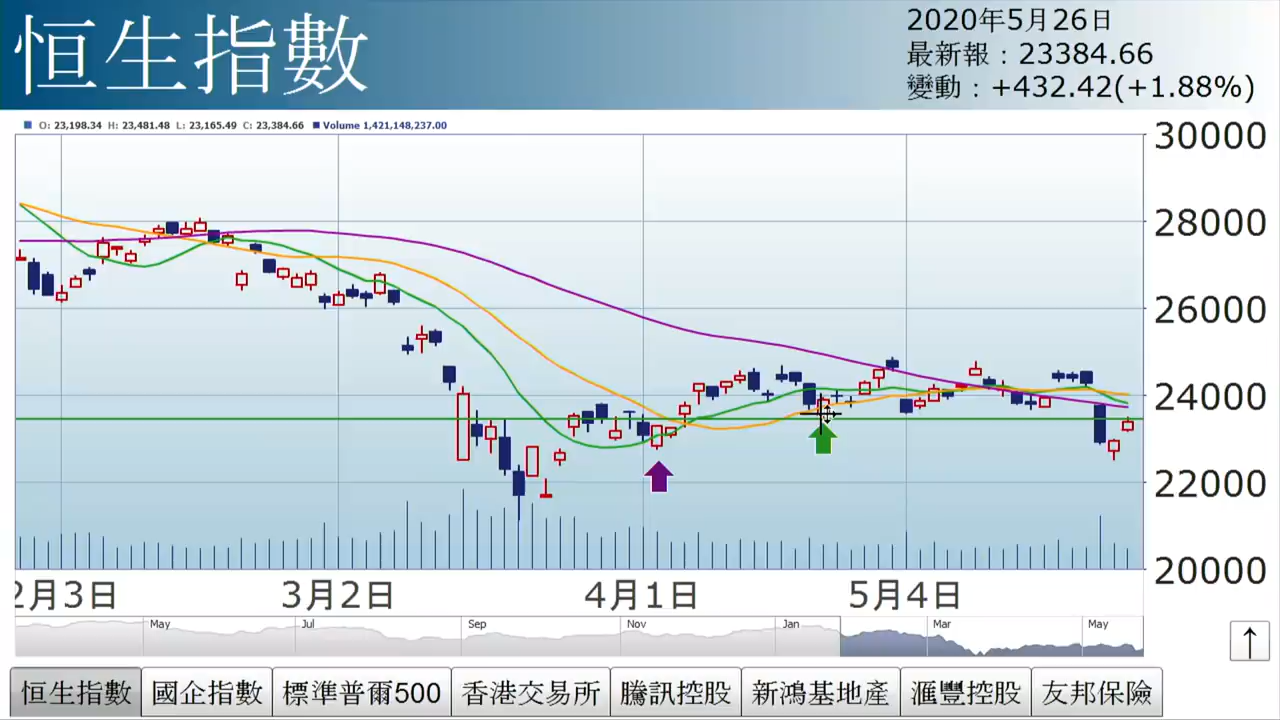 恒生指數
2020年5月26日
最新報：23384.66
變動：+432.42(+1.88%)
O: 23,198.34 H: 23,481.48 L: 23,165.49 C: 23,384.66 Volume 1,421,148,237.00
30000
28000
26000
24000
22000
20000
2月3日 3月2日 4月1日 5月4日
May Jul Sep Nov Jan Mar May
↑
恒生指數 國企指數 標準普爾500 香港交易所 騰訊控股 新鴻基地產 滙豐控股 友邦保險